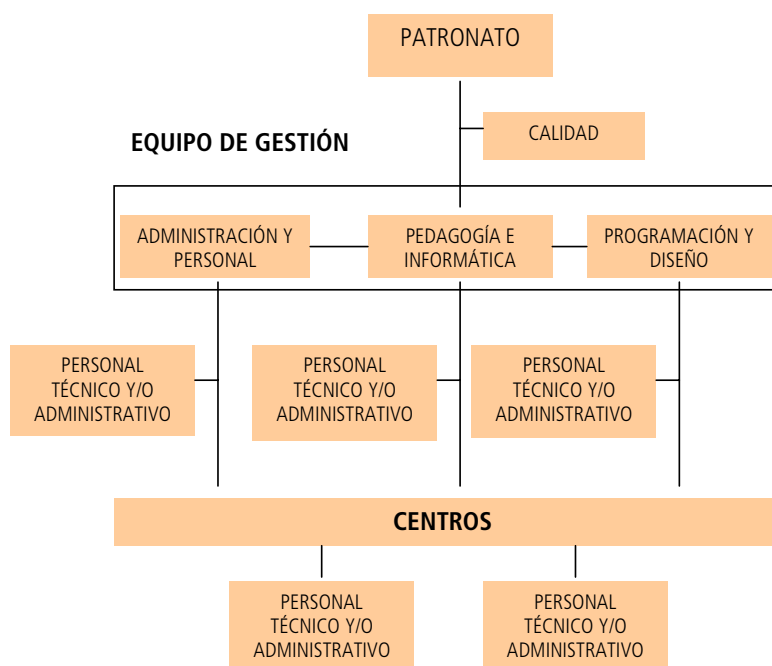 PATRONATO
CALIDAD
EQUIPO DE GESTIÓN
ADMINISTRACIÓN Y
PERSONAL
PEDAGOGÍA E
INFORMÁTICA
PROGRAMACIÓN Y
DISEÑO
PERSONAL
TÉCNICO Y/O
ADMINISTRATIVO
PERSONAL
TÉCNICO Y/O
ADMINISTRATIVO
PERSONAL
TÉCNICO Y/O
ADMINISTRATIVO
CENTROS
PERSONAL
TÉCNICO Y/O
ADMINISTRATIVO
PERSONAL
TÉCNICO Y/O
ADMINISTRATIVO